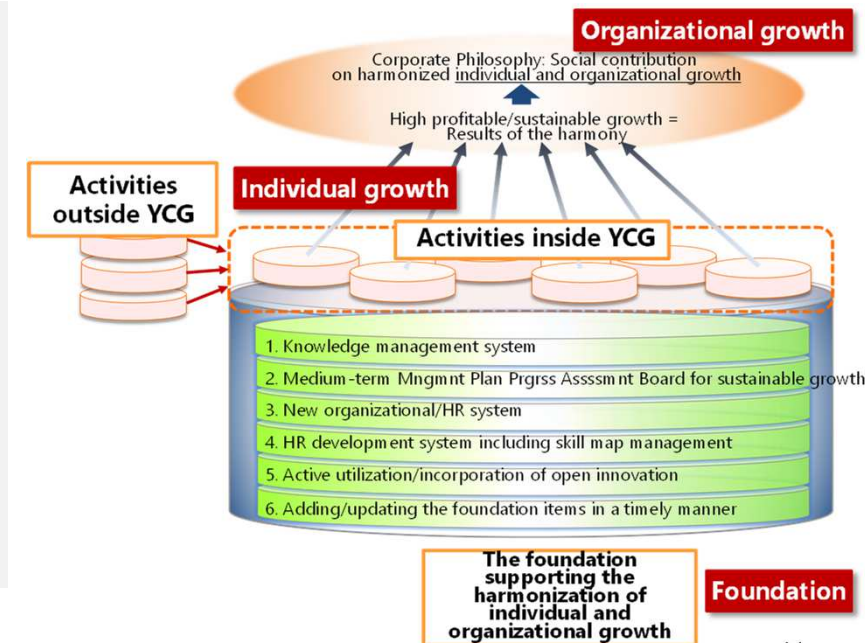 Organizational growth
Corporate Philosophy: Social contribution
on harmonized individual and organizational growth
High profitable/sustainable growth =
Results of the harmony
Activities
outside YCG
Individual growth
Activities inside YCG
1. Knowledge management system
2. Medium-term Mngmnt Plan Prgrss Assssmnt Board for sustainable growth
3. New organizational/HR system
4. HR development system including skill map management
5. Active utilization/incorporation of open innovation
6. Adding/updating the foundation items in a timely manner
The foundation
supporting the
harmonization of
individual and
organizational growth
Foundation